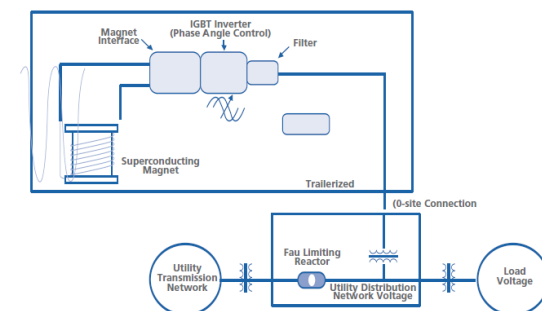 IGBT Inverter
(Phase Angle Control)
Magnet
Interface
Filter
Superconducting
Magnet
Trailerized
(0-site Connection
Fau Limiting
Reactor
Utility
Transmission
Network
Utility Distribution
Network Voltage
Load
Voltage